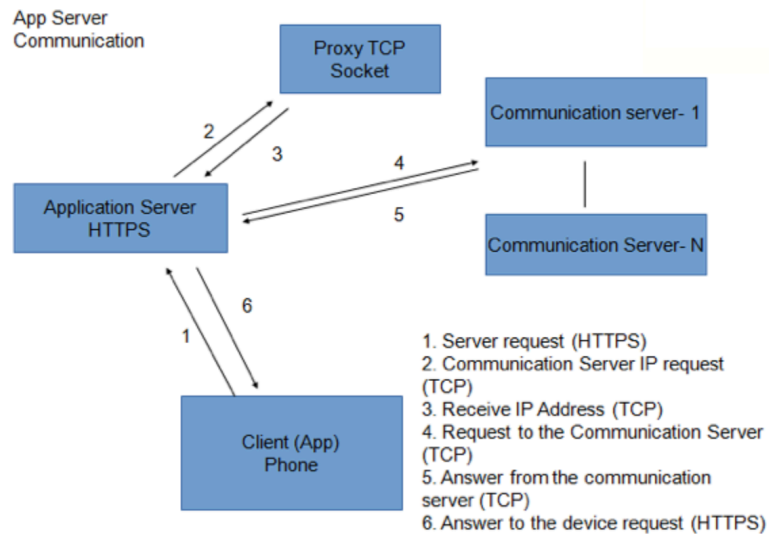 App Server
Communication
Proxy TCP
Socket
Communication server- 1
2
3
4
Application Server
HTTPS
5
Communication Server- N
6
1
1. Server request (HTTPS)
2. Communication Server IP request
(TCP)
3. Receive IP Address (TCP)
4. Request to the Communication Server
(TCP)
5. Answer from the communication
server (TCP)
6. Answer to the device request (HTTPS)
Client (App)
Phone